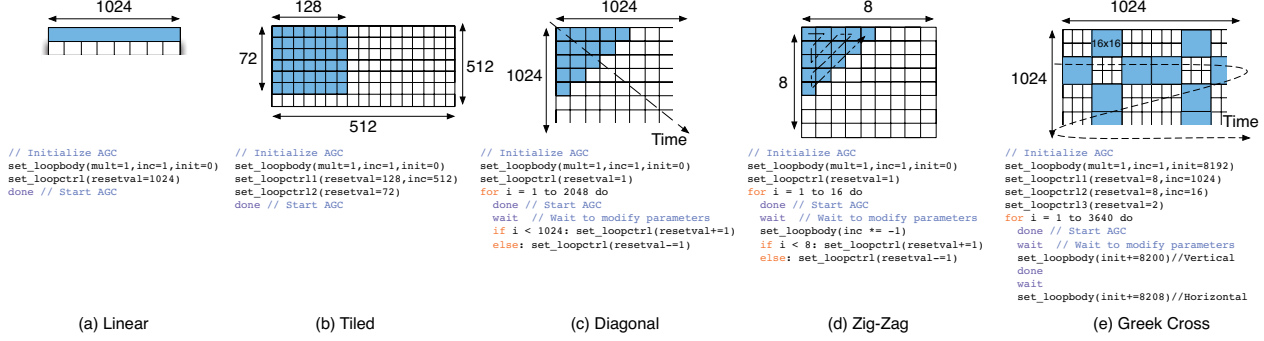 1024
128
72
512
512
1024
1024
Time
8
8
1024
16x16
1024
Time
// Initialize AGC
set_loopbody(mult=1,inc=1,init=0)
set_loopctrl(resetval=1024)
done // Start AGC
(a) Linear
// Initialize AGC
set_loopbody(mult=1,inc=1,init=0)
set_loopctrl1(resetval=128,inc=512)
set_loopctrl2(resetval=72)
done // Start AGC
(b) Tiled
// Initialize AGC
set_loopbody(mult=1,inc=1,init=0)
set_loopctrl(resetval=1)
for i = 1 to 2048 do
done // Start AGC
wait // Wait to modify parameters
if i < 1024: set_loopctrl(resetval+=1)
else: set_loopctrl(resetval-=1)
(c) Diagonal
// Initialize AGC
set_loopbody(mult=1,inc=1,init=0)
set_loopctrl(resetval=1)
for i = 1 to 16 do
done // Start AGC
wait // Wait to modify parameters
set_loopbody(inc *= -1)
if i < 8: set_loopctrl(resetval+=1)
else: set_loopctrl(resetval-=1)
(d) Zig-Zag
// Initialize AGC
set_loopbody(mult=1,inc=1,init=8192)
set_loopctrl1(resetval=8,inc=1024)
set_loopctrl2(resetval=8,inc=16)
set_loopctrl3(resetval=2)
for i = 1 to 3640 do
done // Start AGC
wait // Wait to modify parameters
set_loopbody(init+=8200)//Vertical
done
wait
set_loopbody(init+=8208)//Horizontal
(e) Greek Cross